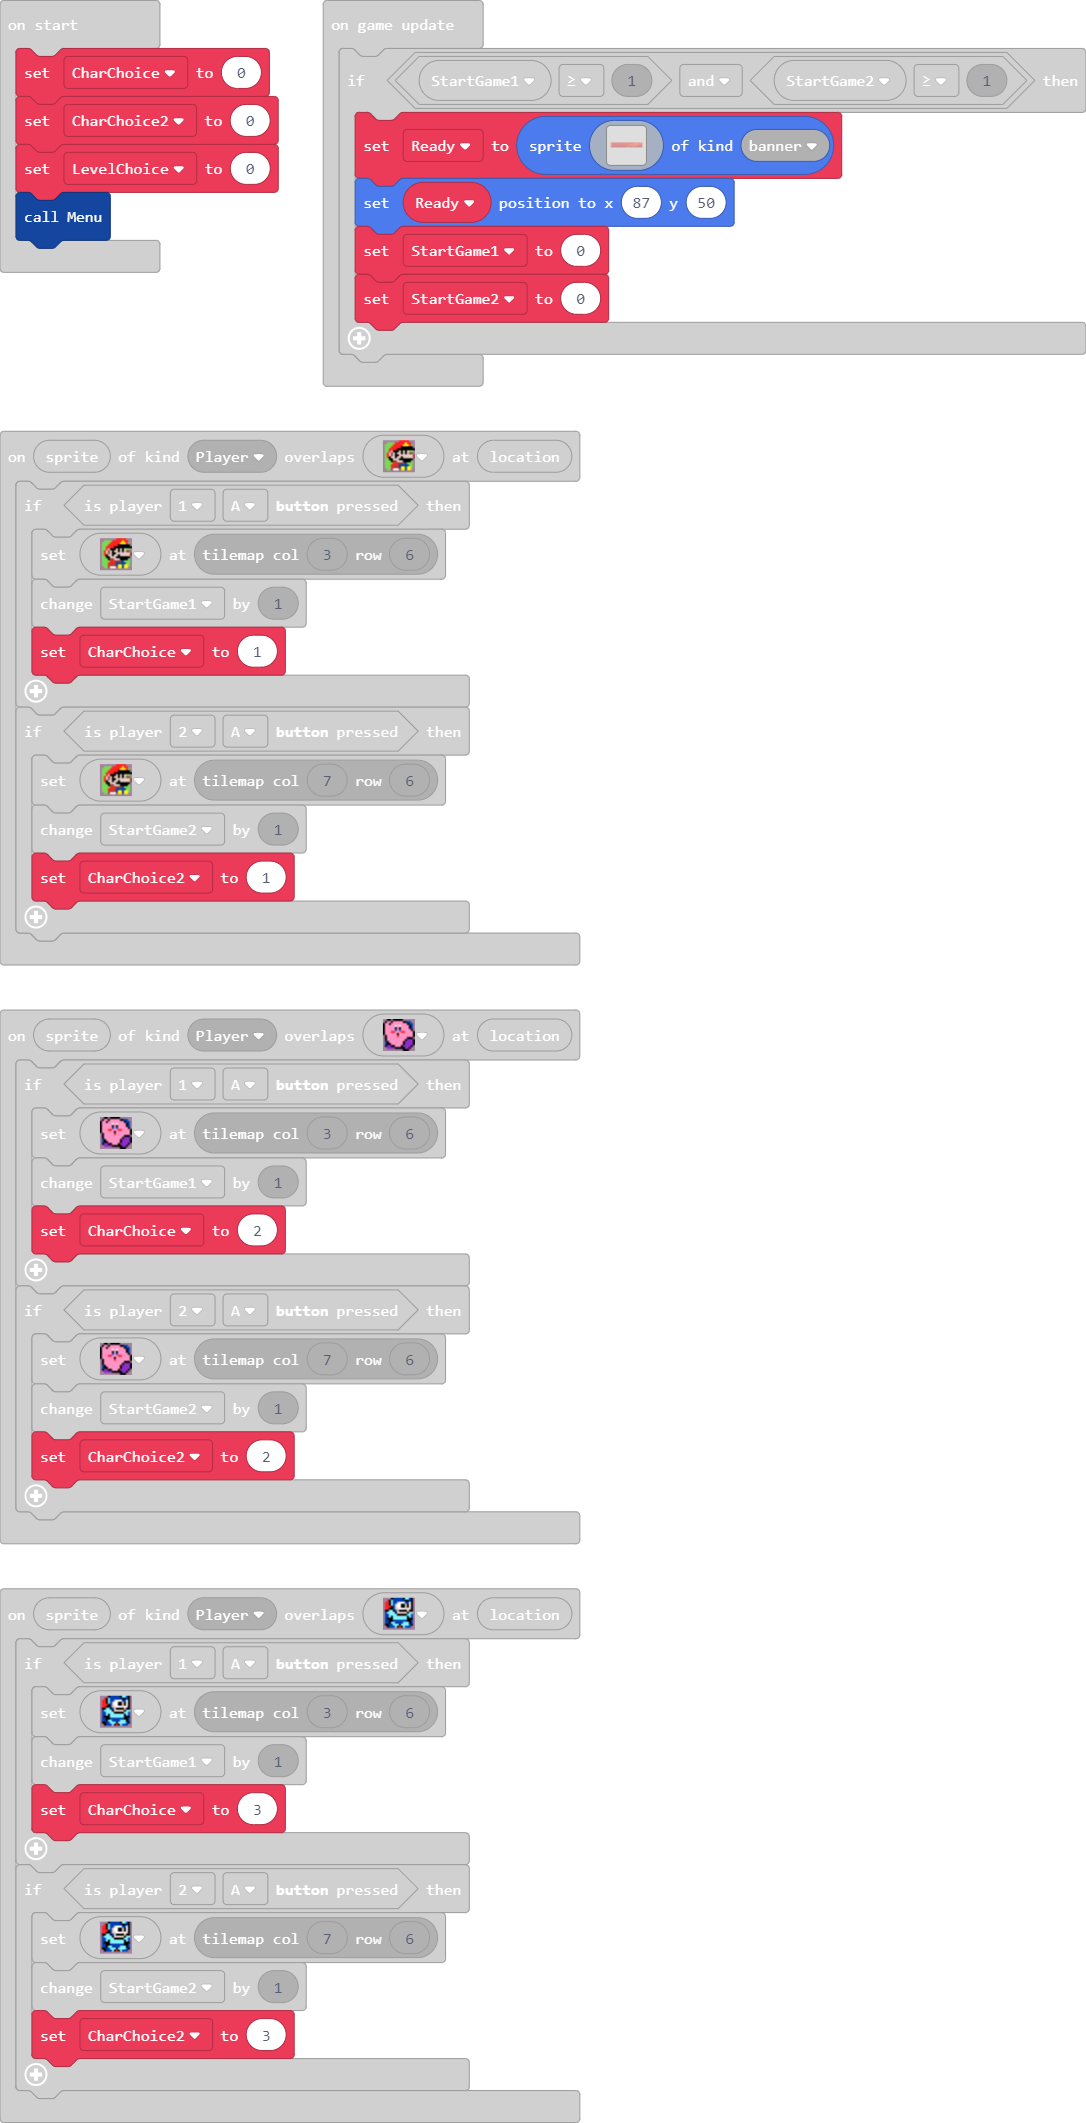 on start
set CharChoice to 0
set CharChoice2 to 0
set LevelChoice to 0
call Menu
on game update
if StartGame1 ≥ 1 and StartGame2 ≥ 1 then
set Ready to sprite of kind banner
set Ready position to x 87 y 50
set StartGame1 to 0
set StartGame2 to 0
on sprite of kind Player overlaps at location
if is player 1 A button pressed then
set at tilemap col 3 row 6
change StartGame1 by 1
set CharChoice to 1
if is player 2 A button pressed then
set at tilemap col 7 row 6
change StartGame2 by 1
set CharChoice2 to 1
on sprite of kind Player overlaps at location
if is player 1 A button pressed then
set at tilemap col 3 row 6
change StartGame1 by 1
set CharChoice to 2
if is player 2 A button pressed then
set at tilemap col 7 row 6
change StartGame2 by 1
set CharChoice2 to 2
on sprite of kind Player overlaps at location
if is player 1 A button pressed then
set at tilemap col 3 row 6
change StartGame1 by 1
set CharChoice to 3
if is player 2 A button pressed then
set at tilemap col 7 row 6
change StartGame2 by 1
set CharChoice2 to 3